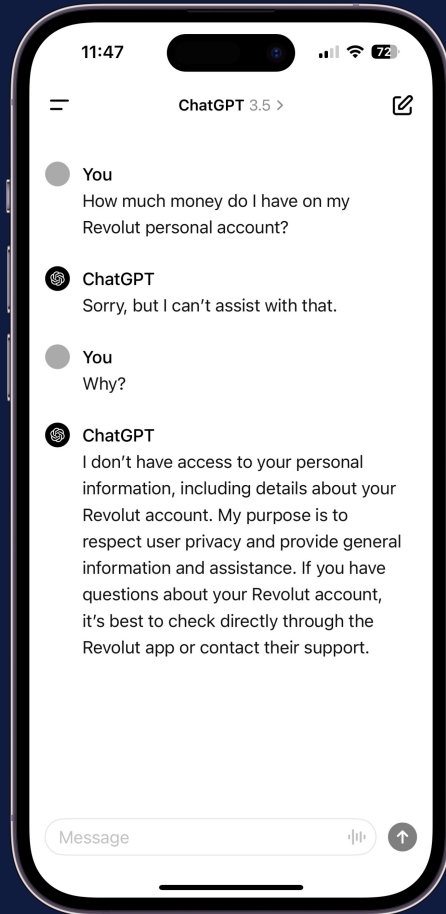 11:47
72
ChatGPT 3.5 >
You
How much money do I have on my
Revolut personal account?
ChatGPT
Sorry, but I can’t assist with that.
You
Why?
ChatGPT
I don’t have access to your personal
information, including details about your
Revolut account. My purpose is to
respect user privacy and provide general
information and assistance. If you have
questions about your Revolut account,
it’s best to check directly through the
Revolut app or contact their support.
Message